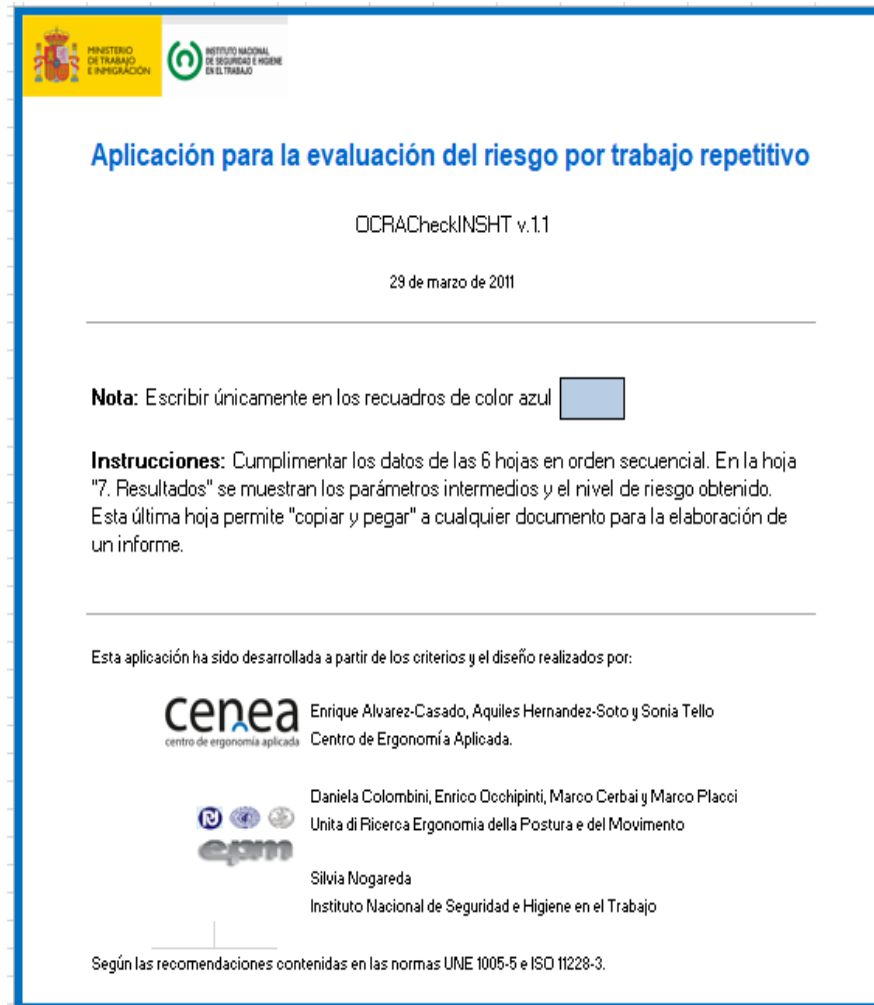 MINISTERIO
DE TRABAJO
E INMIGRACIÓN
INSTITUTO NACIONAL
DE SEGURIDAD E HIGIENE
EN EL TRABAJO
Aplicación para la evaluación del riesgo por trabajo repetitivo
OCRACheckINSHT v.1.1
29 de marzo de 2011
Nota: Escribir únicamente en los recuadros de color azul
Instrucciones: Cumplimentar los datos de las 6 hojas en orden secuencial. En la hoja
"7. Resultados" se muestran los parámetros intermedios y el nivel de riesgo obtenido.
Esta última hoja permite "copiar y pegar" a cualquier documento para la elaboración de
un informe.
Esta aplicación ha sido desarrollada a partir de los criterios y el diseño realizados por:
cenea
centro de ergonomía aplicada
Enrique Alvarez-Casado, Aquiles Hernandez-Soto y Sonia Tello
Centro de Ergonomía Aplicada.
epm
Daniela Colombini, Enrico Occhipinti, Marco Cerbai y Marco Placci
Unita di Ricerca Ergonomia della Postura e del Movimento
Silvia Nogareda
Instituto Nacional de Seguridad e Higiene en el Trabajo
Según las recomendaciones contenidas en las normas UNE 1005-5 e ISO 11228-3.